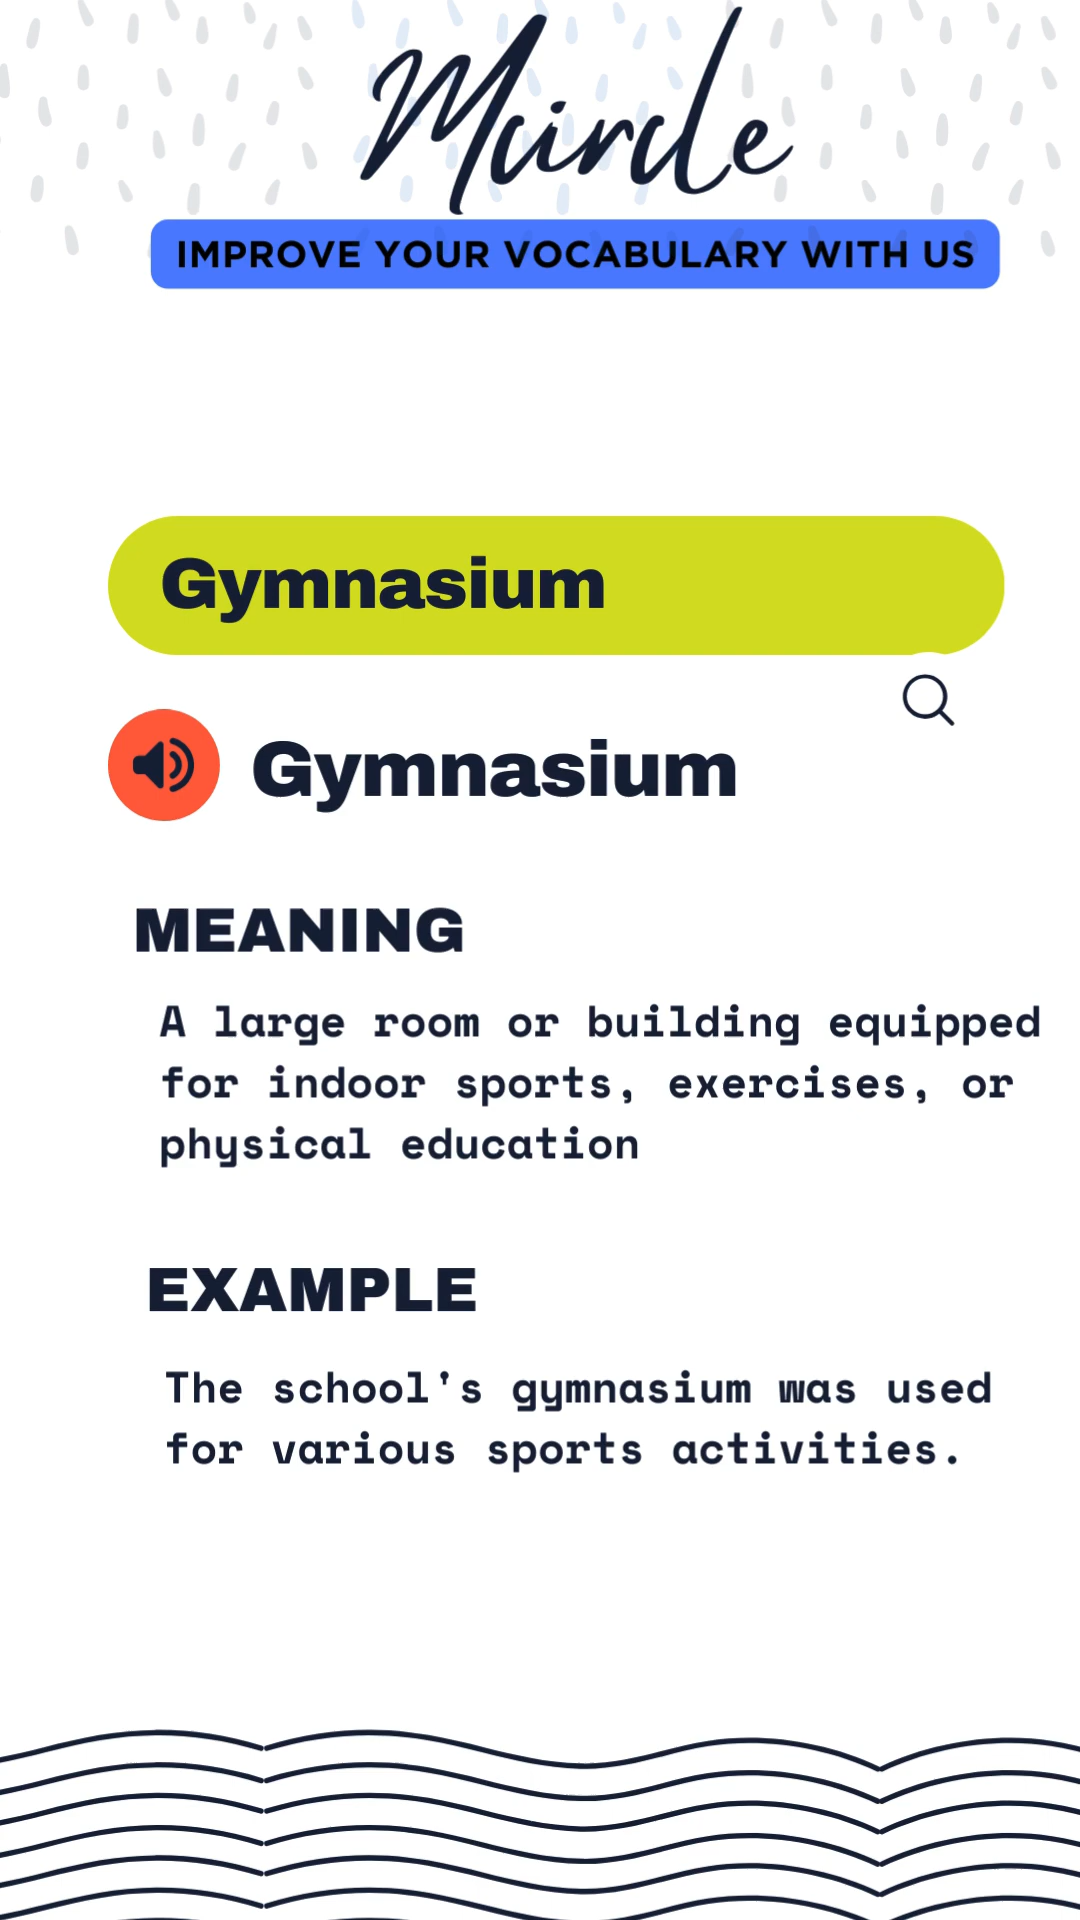 IMPROVE YOUR VOCABULARY WITH US
Gymnasium
Gymnasium
MEANING
A large room or building equipped
for indoor sports, exercises, or
physical education
EXAMPLE
The school's gymnasium was used
for various sports activities.